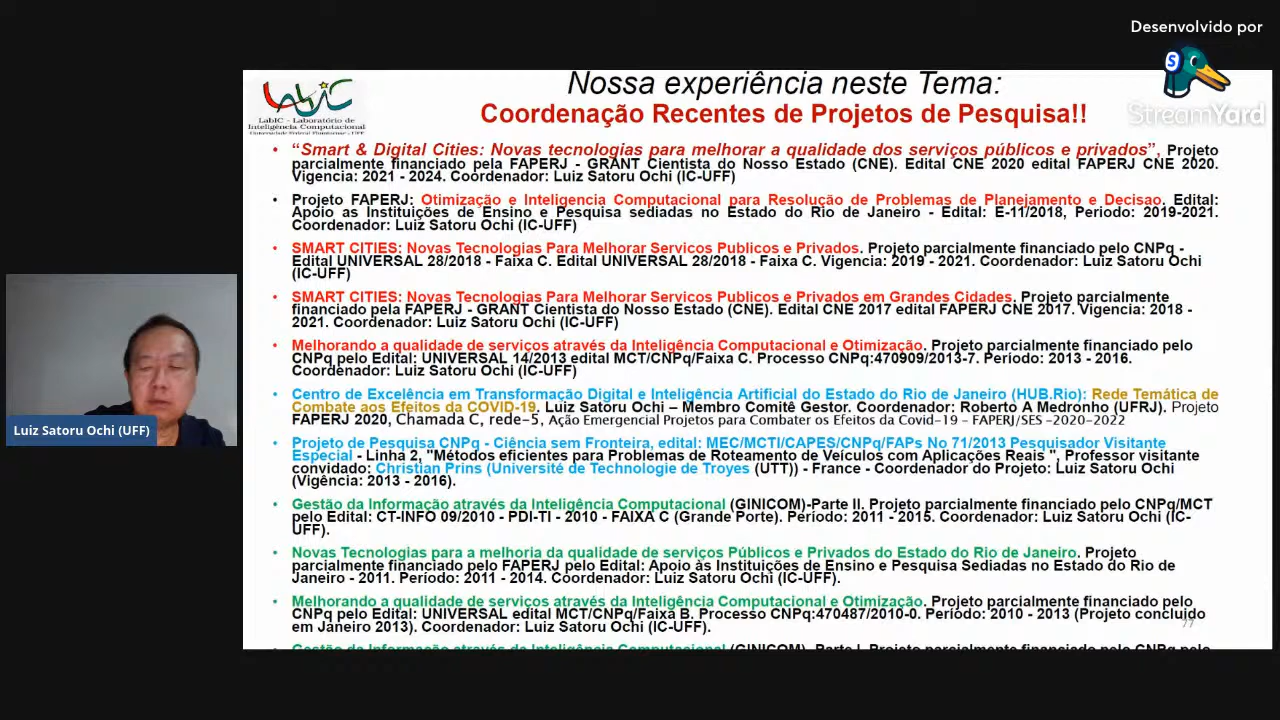 Desenvolvido por
StreamYard
S
LabIC - Laboratório de
Inteligência Computacional
Universidade Federal Fluminense - UFF
Nossa experiência neste Tema:
Coordenação Recentes de Projetos de Pesquisa!!
• “Smart & Digital Cities: Novas tecnologias para melhorar a qualidade dos serviços públicos e privados”, Projeto
parcialmente financiado pela FAPERJ - GRANT Cientista do Nosso Estado (CNE). Edital CNE 2020 edital FAPERJ CNE 2020.
Vigencia: 2021 - 2024. Coordenador: Luiz Satoru Ochi (IC-UFF)
• Projeto FAPERJ: Otimização e Inteligencia Computacional para Resolução de Problemas de Planejamento e Decisao. Edital:
Apoio as Instituições de Ensino e Pesquisa sediadas no Estado do Rio de Janeiro - Edital: E-11/2018, Periodo: 2019-2021.
Coordenador: Luiz Satoru Ochi (IC-UFF)
• SMART CITIES: Novas Tecnologias Para Melhorar Servicos Publicos e Privados. Projeto parcialmente financiado pelo CNPq -
Edital UNIVERSAL 28/2018 - Faixa C. Edital UNIVERSAL 28/2018 - Faixa C. Vigencia: 2019 - 2021. Coordenador: Luiz Satoru Ochi
(IC-UFF)
• SMART CITIES: Novas Tecnologias Para Melhorar Servicos Publicos e Privados em Grandes Cidades. Projeto parcialmente
financiado pela FAPERJ - GRANT Cientista do Nosso Estado (CNE). Edital CNE 2017 edital FAPERJ CNE 2017. Vigencia: 2018 -
2021. Coordenador: Luiz Satoru Ochi (IC-UFF)
• Melhorando a qualidade de serviços através da Inteligência Computacional e Otimização. Projeto parcialmente financiado pelo
CNPq pelo Edital: UNIVERSAL 14/2013 edital MCT/CNPq/Faixa C. Processo CNPq:470909/2013-7. Período: 2013 - 2016.
Coordenador: Luiz Satoru Ochi (IC-UFF)
• Centro de Excelência em Transformação Digital e Inteligência Artificial do Estado do Rio de Janeiro (HUB.Rio): Rede Temática de
Combate aos Efeitos da COVID-19. Luiz Satoru Ochi – Membro Comitê Gestor. Coordenador: Roberto A Medronho (UFRJ). Projeto
FAPERJ 2020, Chamada C, rede-5, Ação Emergencial Projetos para Combater os Efeitos da Covid-19 – FAPERJ/SES -2020-2022
• Projeto de Pesquisa CNPq - Ciência sem Fronteira, edital: MEC/MCTI/CAPES/CNPq/FAPs No 71/2013 Pesquisador Visitante
Especial - Linha 2, "Métodos eficientes para Problemas de Roteamento de Veículos com Aplicações Reais ", Professor visitante
convidado: Christian Prins (Université de Technologie de Troyes (UTT)) - France - Coordenador do Projeto: Luiz Satoru Ochi
(Vigência: 2013 - 2016).
• Gestão da Informação através da Inteligência Computacional (GINICOM)-Parte II. Projeto parcialmente financiado pelo CNPq/MCT
pelo Edital: CT-INFO 09/2010 - PDI-TI - 2010 - FAIXA C (Grande Porte). Período: 2011 - 2015. Coordenador: Luiz Satoru Ochi (IC-
UFF).
• Novas Tecnologias para a melhoria da qualidade de serviços Públicos e Privados do Estado do Rio de Janeiro. Projeto
parcialmente financiado pelo FAPERJ pelo Edital: Apoio às Instituições de Ensino e Pesquisa Sediadas no Estado do Rio de
Janeiro - 2011. Período: 2011 - 2014. Coordenador: Luiz Satoru Ochi (IC-UFF).
• Melhorando a qualidade de serviços através da Inteligência Computacional e Otimização. Projeto parcialmente financiado pelo
CNPq pelo Edital: UNIVERSAL edital MCT/CNPq/Faixa B. Processo CNPq:470487/2010-0. Período: 2010 - 2013 (Projeto concluido
em Janeiro 2013). Coordenador: Luiz Satoru Ochi (IC-UFF).
• Gestão da Informação através da Inteligência Computacional (GINICOM)- Parte I. Projeto parcialmente financiado pelo CNPq pelo
Luiz Satoru Ochi (UFF)